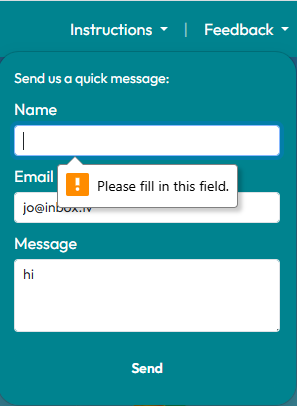 Instructions | Feedback
Send us a quick message:
Name
Please fill in this field.
Email
jo@inbox.lv
Message
hi
Send